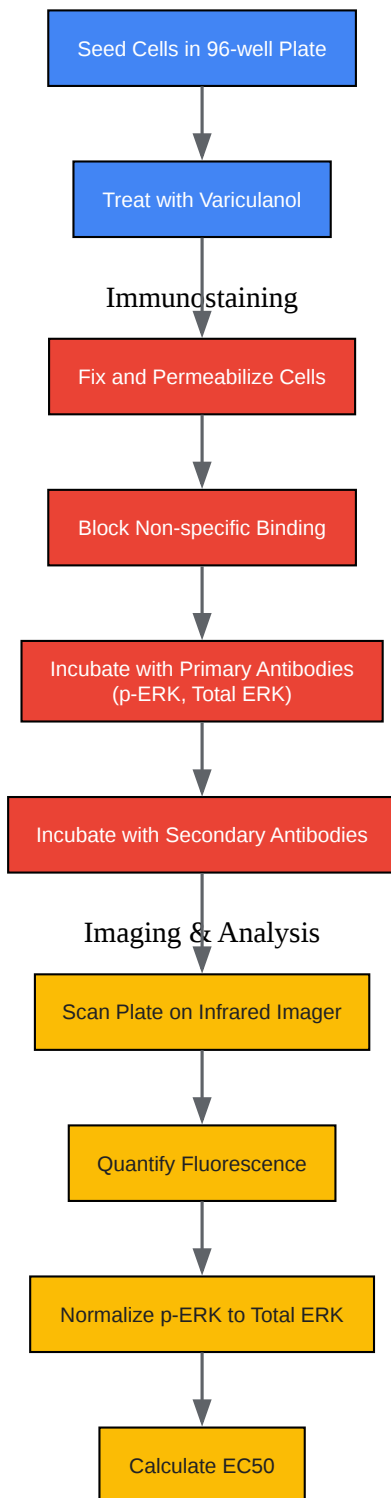 Seed Cells in 96-well Plate
Treat with Variculanol
Immunostaining
Fix and Permeabilize Cells
Block Non-specific Binding
Incubate with Primary Antibodies
(p-ERK, Total ERK)
Incubate with Secondary Antibodies
Imaging & Analysis
Scan Plate on Infrared Imager
Quantify Fluorescence
Normalize p-ERK to Total ERK
Calculate EC50